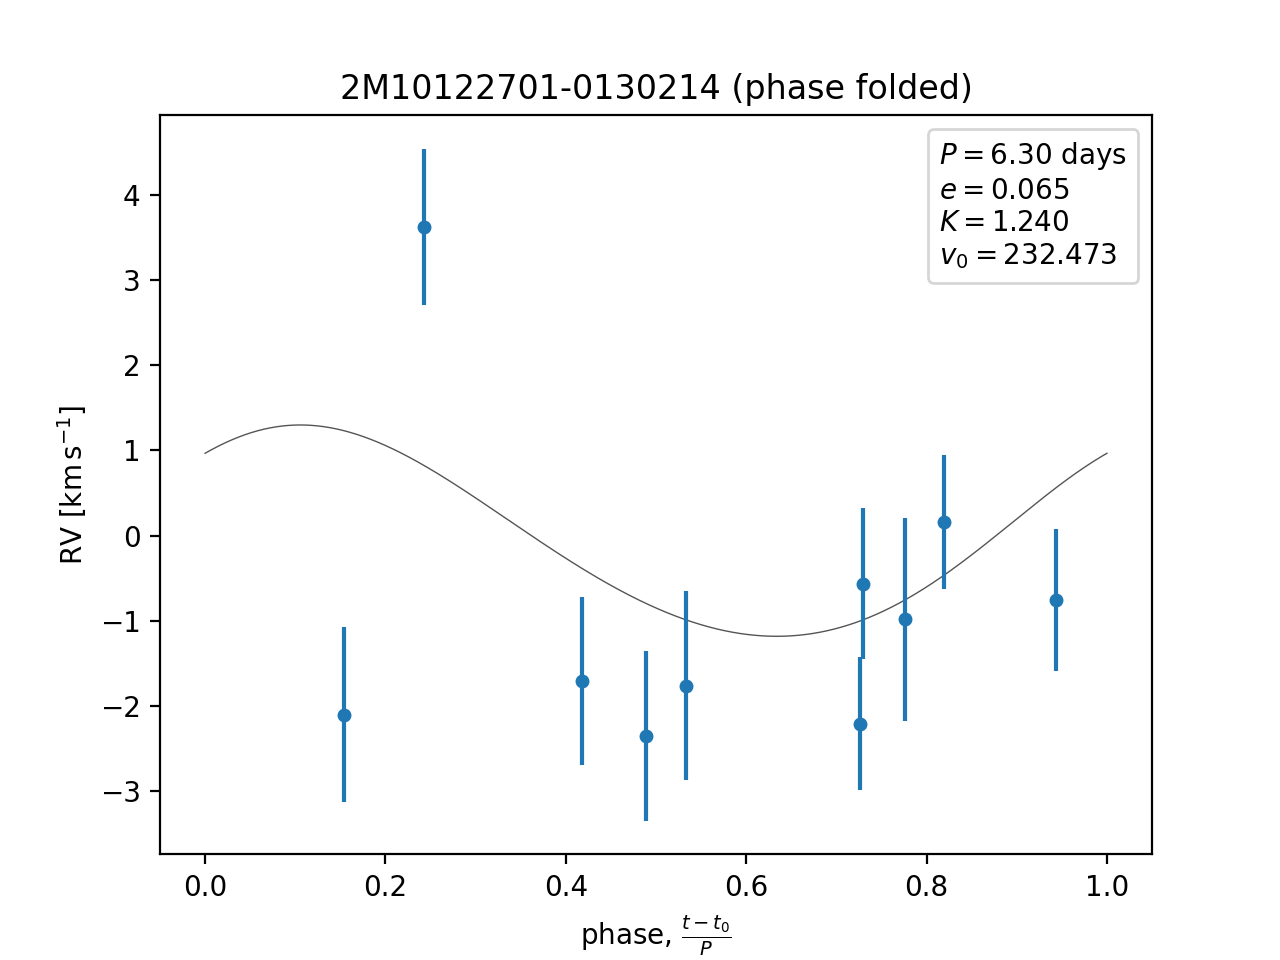 2M10122701-0130214 (phase folded)
P = 6.30 days
e = 0.065
K = 1.240
v₀ = 232.473
4
3
2
1
0
−1
−2
−3
RV [km s⁻¹]
0.0 0.2 0.4 0.6 0.8 1.0
phase, (t − t₀)/P